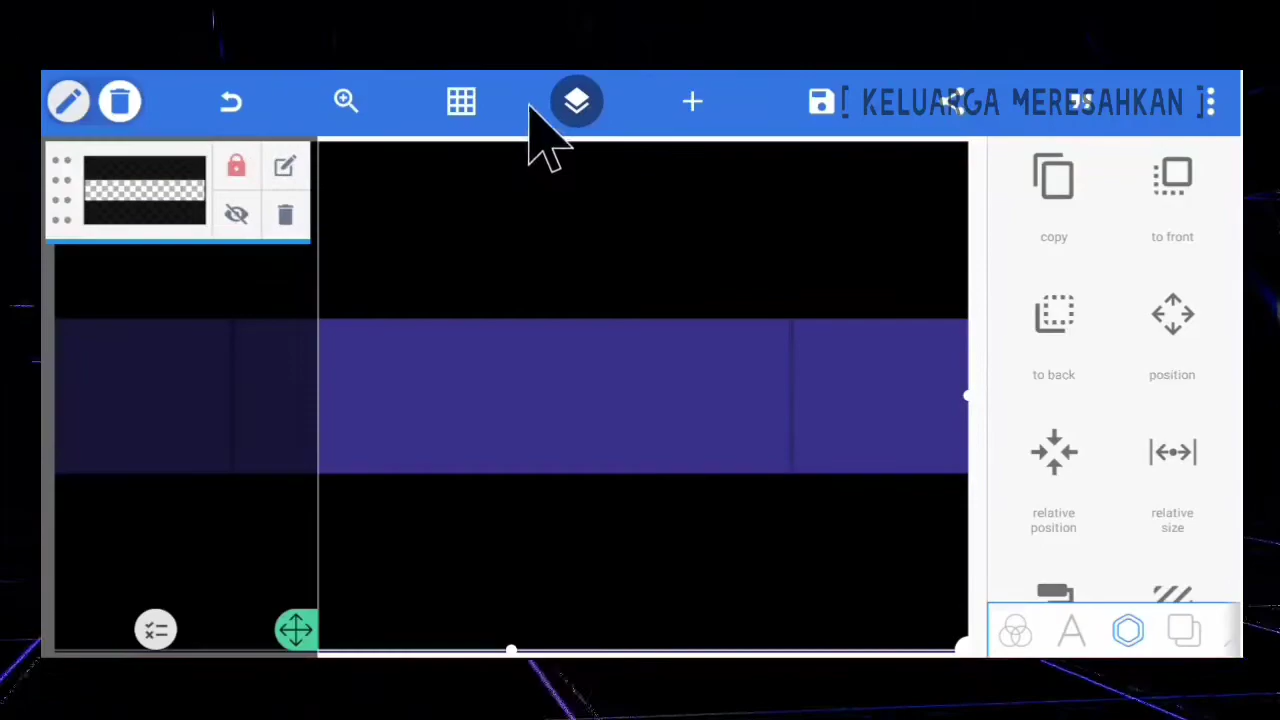 [ KELUARGA MERESAHKAN ]
copy
to front
to back
position
relative
position
relative
size